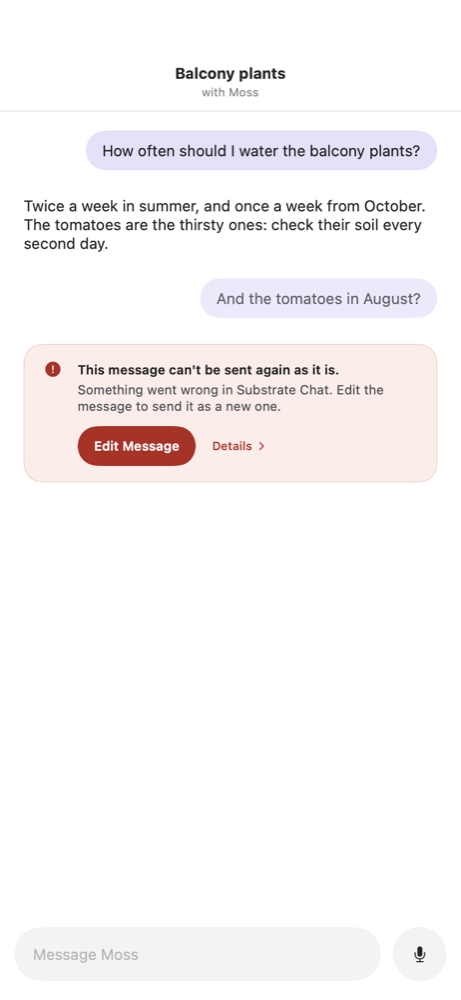 Balcony plants
with Moss
How often should I water the balcony plants?
Twice a week in summer, and once a week from October.
The tomatoes are the thirsty ones: check their soil every
second day.
And the tomatoes in August?
This message can't be sent again as it is.
Something went wrong in Substrate Chat. Edit the
message to send it as a new one.
Edit Message
Details
Message Moss